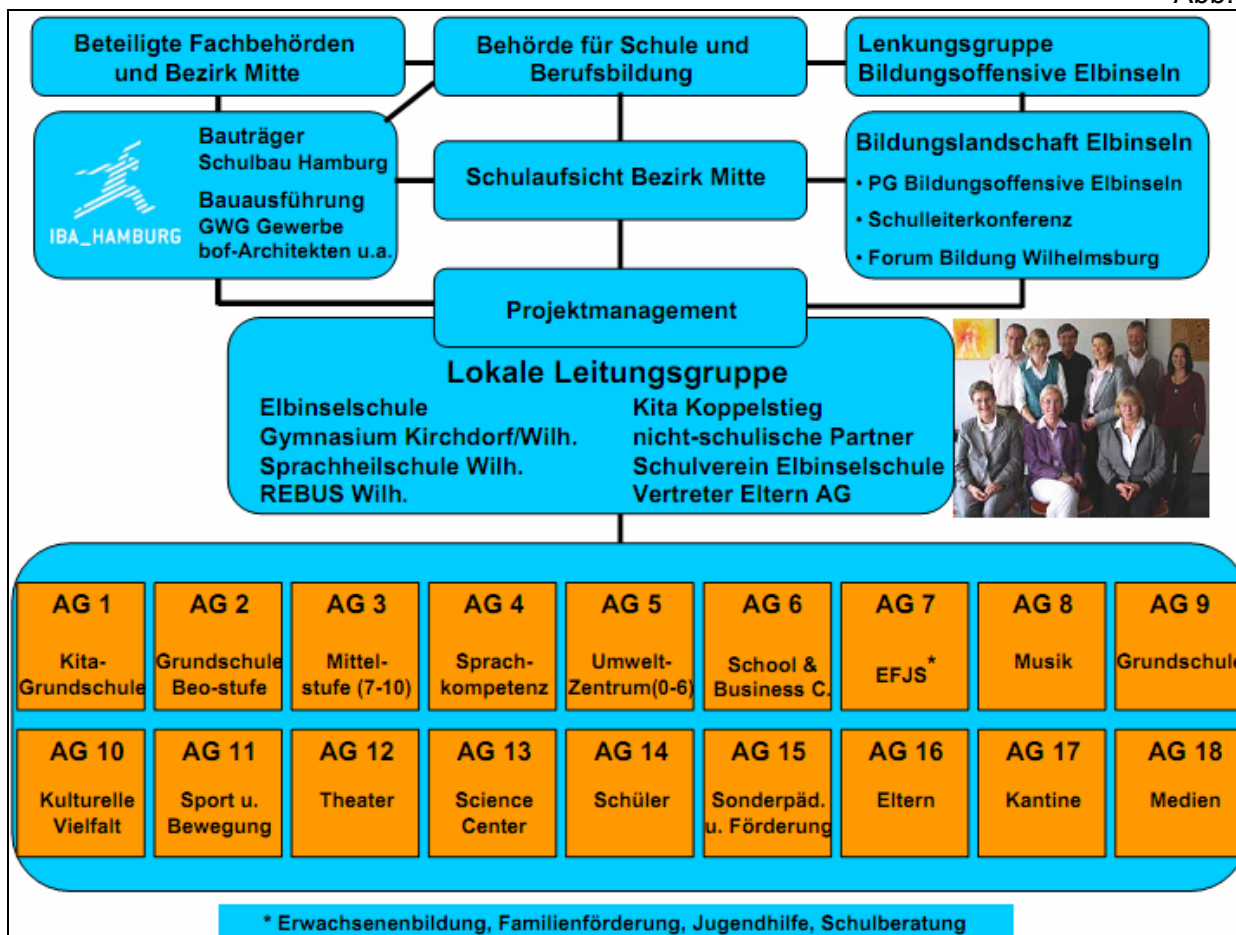 Abb.
Beteiligte Fachbehörden
und Bezirk Mitte
Behörde für Schule und
Berufsbildung
Lenkungsgruppe
Bildungsoffensive Elbinseln
IBA_HAMBURG
Bauträger
Schulbau Hamburg
Bauausführung
GWG Gewerbe
bof-Architekten u.a.
Schulaufsicht Bezirk Mitte
Bildungslandschaft Elbinseln
• PG Bildungsoffensive Elbinseln
• Schulleiterkonferenz
• Forum Bildung Wilhelmsburg
Projektmanagement
Lokale Leitungsgruppe
Elbinselschule
Gymnasium Kirchdorf/Wilh.
Sprachheilschule Wilh.
REBUS Wilh.
Kita Koppelstieg
nicht-schulische Partner
Schulverein Elbinselschule
Vertreter Eltern AG
AG 1
Kita-
Grundschule
AG 2
Grundschule
Beo-stufe
AG 3
Mittel-
stufe (7-10)
AG 4
Sprach-
kompetenz
AG 5
Umwelt-
Zentrum(0-6)
AG 6
School &
Business C.
AG 7
EFJS*
AG 8
Musik
AG 9
Grundschule
AG 10
Kulturelle
Vielfalt
AG 11
Sport u.
Bewegung
AG 12
Theater
AG 13
Science
Center
AG 14
Schüler
AG 15
Sonderpäd.
u. Förderung
AG 16
Eltern
AG 17
Kantine
AG 18
Medien
* Erwachsenenbildung, Familienförderung, Jugendhilfe, Schulberatung